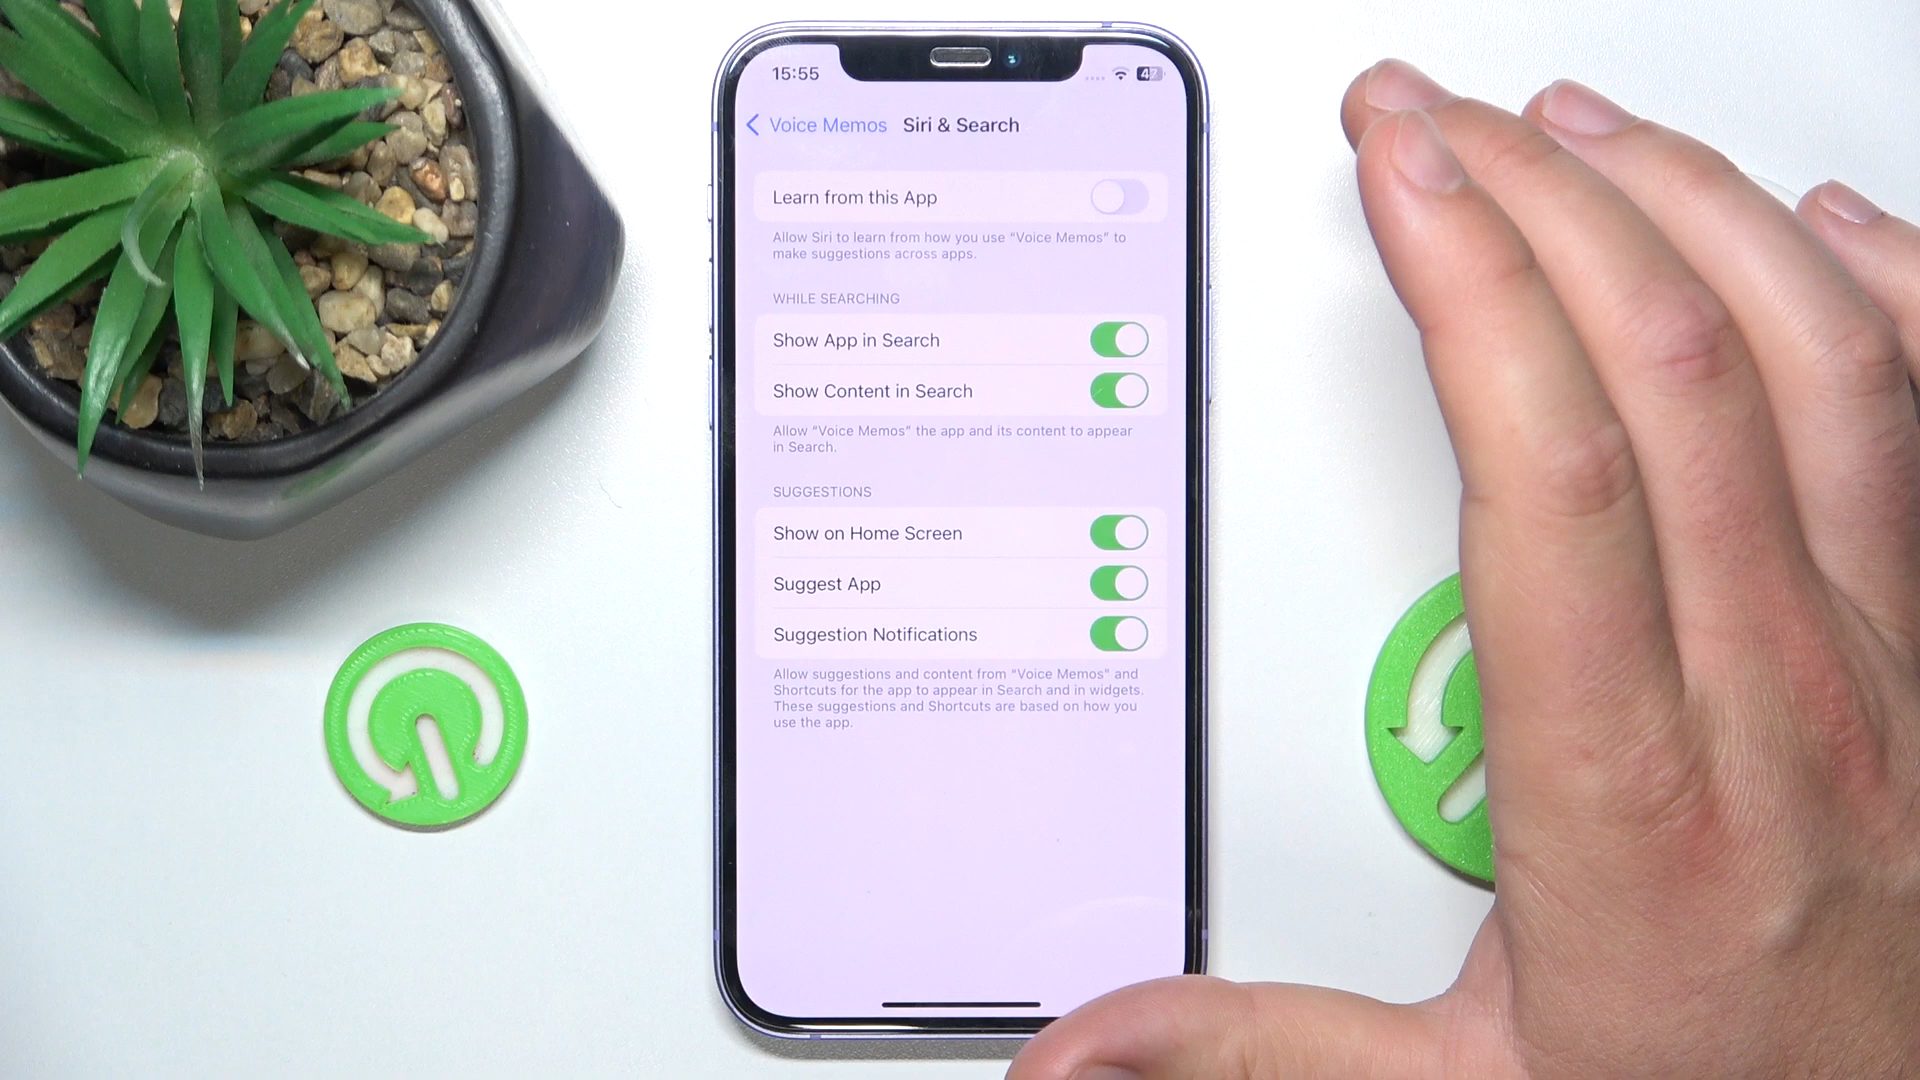 15:55
47
Voice Memos Siri & Search
Learn from this App
Allow Siri to learn from how you use “Voice Memos” to
make suggestions across apps.
WHILE SEARCHING
Show App in Search
Show Content in Search
Allow “Voice Memos” the app and its content to appear
in Search.
SUGGESTIONS
Show on Home Screen
Suggest App
Suggestion Notifications
Allow suggestions and content from “Voice Memos” and
Shortcuts for the app to appear in Search and in widgets.
These suggestions and Shortcuts are based on how you
use the app.